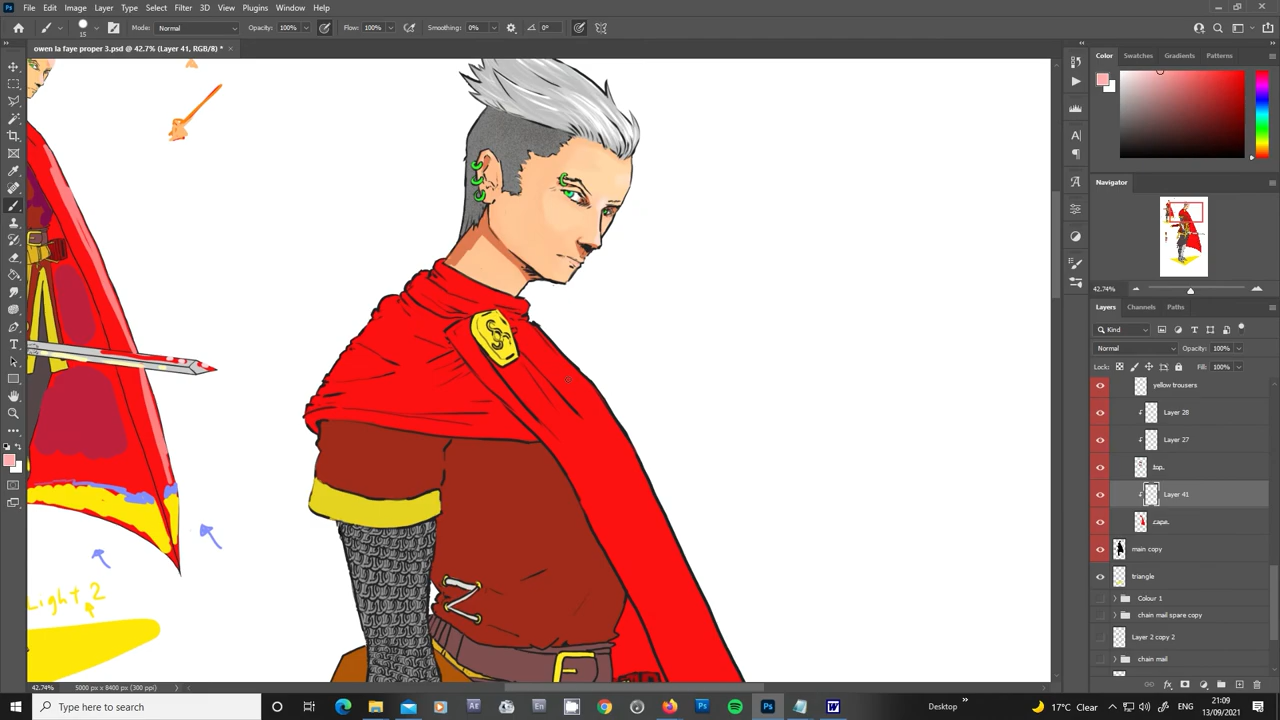 File Edit Image Layer Type Select Filter 3D View Plugins Window Help
15 Mode: Normal Opacity: 100% Flow: 100% Smoothing: 0% 0°
owen la faye proper 3.psd @ 42.7% (Layer 41, RGB/8) * ×
Color Swatches Gradients Patterns
Navigator
42.74%
Layers Channels Paths
Kind
Normal Opacity: 100%
Lock: Fill: 100%
yellow trousers
Layer 28
Layer 27
top
Layer 41
cape
main copy
triangle
Colour 1
chain mail spare copy
Layer 2 copy 2
chain mail
Light 2
42.74% 5000 px x 8400 px (300 ppi)
Type here to search
Desktop
17°C Clear
ENG
21:09
13/09/2021